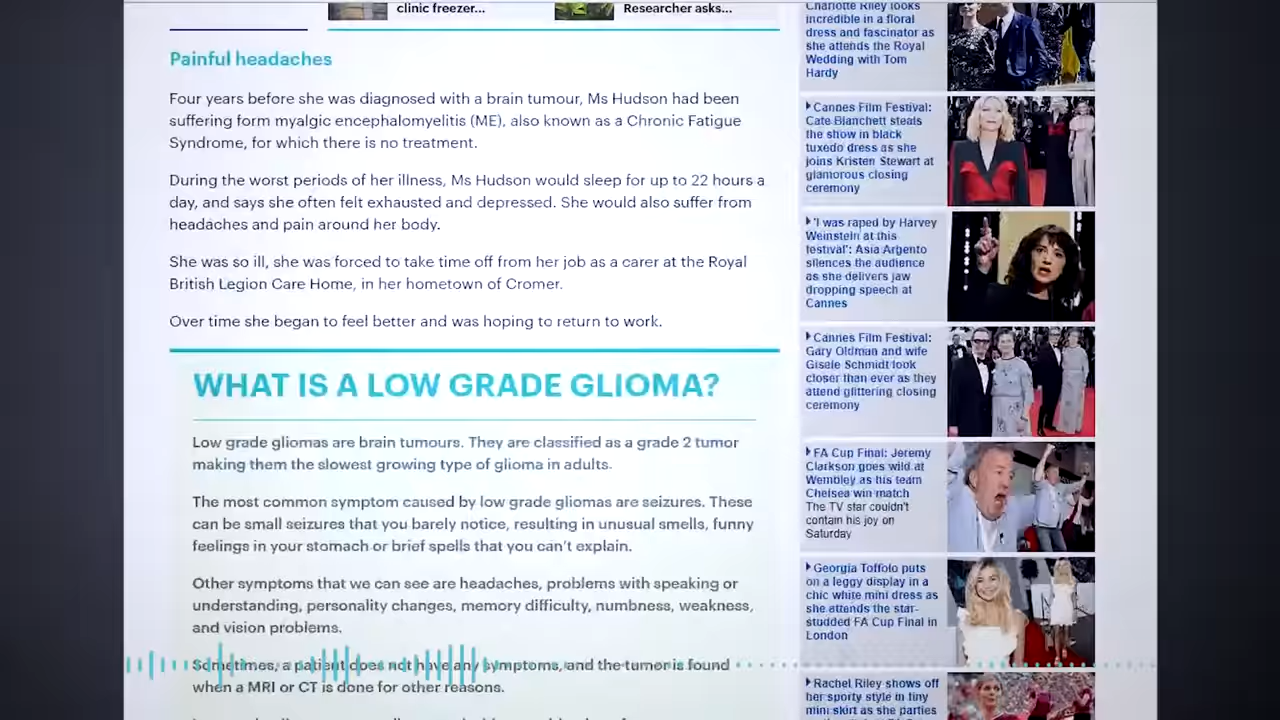 clinic freezer...
Researcher asks...
Painful headaches
Four years before she was diagnosed with a brain tumour, Ms Hudson had been
suffering form myalgic encephalomyelitis (ME), also known as a Chronic Fatigue
Syndrome, for which there is no treatment.
During the worst periods of her illness, Ms Hudson would sleep for up to 22 hours a
day, and says she often felt exhausted and depressed. She would also suffer from
headaches and pain around her body.
She was so ill, she was forced to take time off from her job as a carer at the Royal
British Legion Care Home, in her hometown of Cromer.
Over time she began to feel better and was hoping to return to work.
WHAT IS A LOW GRADE GLIOMA?
Low grade gliomas are brain tumours. They are classified as a grade 2 tumor
making them the slowest growing type of glioma in adults.
The most common symptom caused by low grade gliomas are seizures. These
can be small seizures that you barely notice, resulting in unusual smells, funny
feelings in your stomach or brief spells that you can't explain.
Other symptoms that we can see are headaches, problems with speaking or
understanding, personality changes, memory difficulty, numbness, weakness,
and vision problems.
Sometimes, a patient does not have any symptoms, and the tumor is found
when a MRI or CT is done for other reasons.
Charlotte Riley looks
incredible in a floral
dress and fascinator as
she attends the Royal
Wedding with Tom
Hardy
Cannes Film Festival:
Cate Blanchett steals
the show in black
tuxedo dress as she
joins Kristen Stewart at
glamorous closing
ceremony
'I was raped by Harvey
Weinstein at this
festival': Asia Argento
silences the audience
as she delivers jaw
dropping speech at
Cannes
Cannes Film Festival:
Gary Oldman and wife
Gisele Schmidt look
closer than ever as they
attend glittering closing
ceremony
FA Cup Final: Jeremy
Clarkson goes wild at
Wembley as his team
Chelsea win match
The TV star couldn't
contain his joy on
Saturday
Georgia Toffolo puts
on a leggy display in a
chic white mini dress as
she attends the star-
studded FA Cup Final in
London
Rachel Riley shows off
her sporty style in tiny
mini skirt as she parties